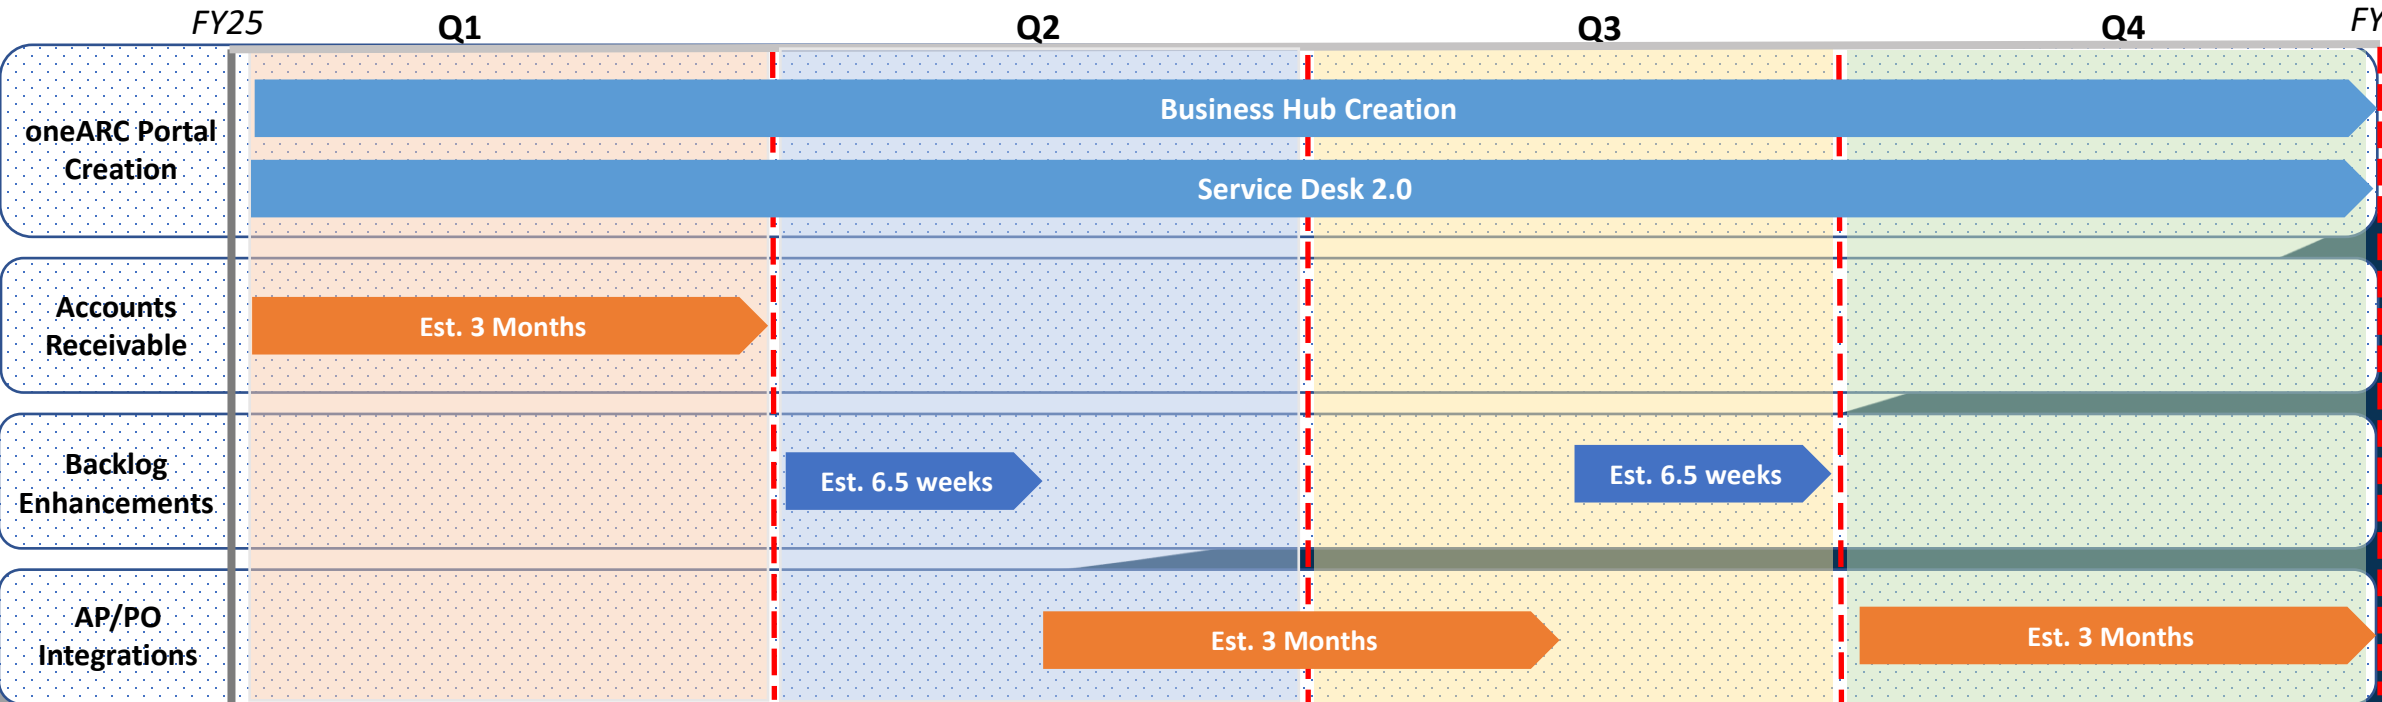 FY25 Q1 Q2 Q3 Q4 FY
oneARC Portal
Creation
Business Hub Creation
Service Desk 2.0
Accounts
Receivable
Est. 3 Months
Backlog
Enhancements
Est. 6.5 weeks
Est. 6.5 weeks
AP/PO
Integrations
Est. 3 Months
Est. 3 Months